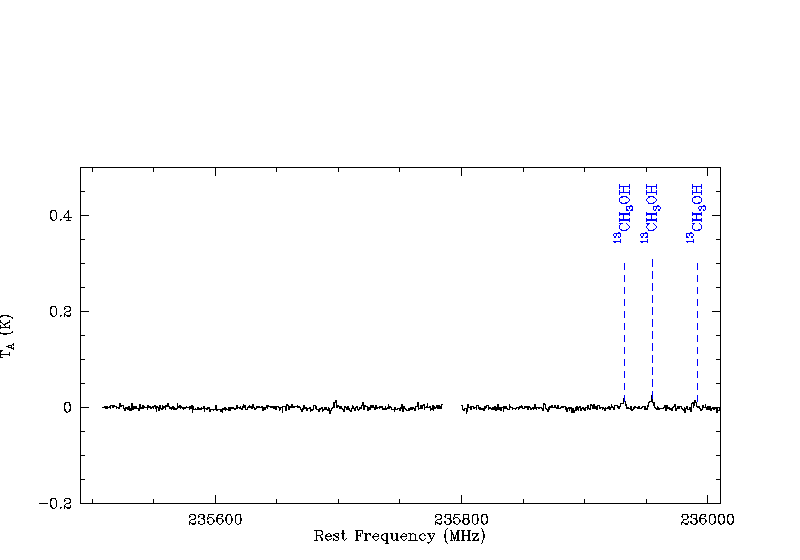 ¹³CH₃OH
¹³CH₃OH
¹³CH₃OH
0.4
0.2
0
−0.2
T_A (K)
235600
235800
236000
Rest Frequency (MHz)